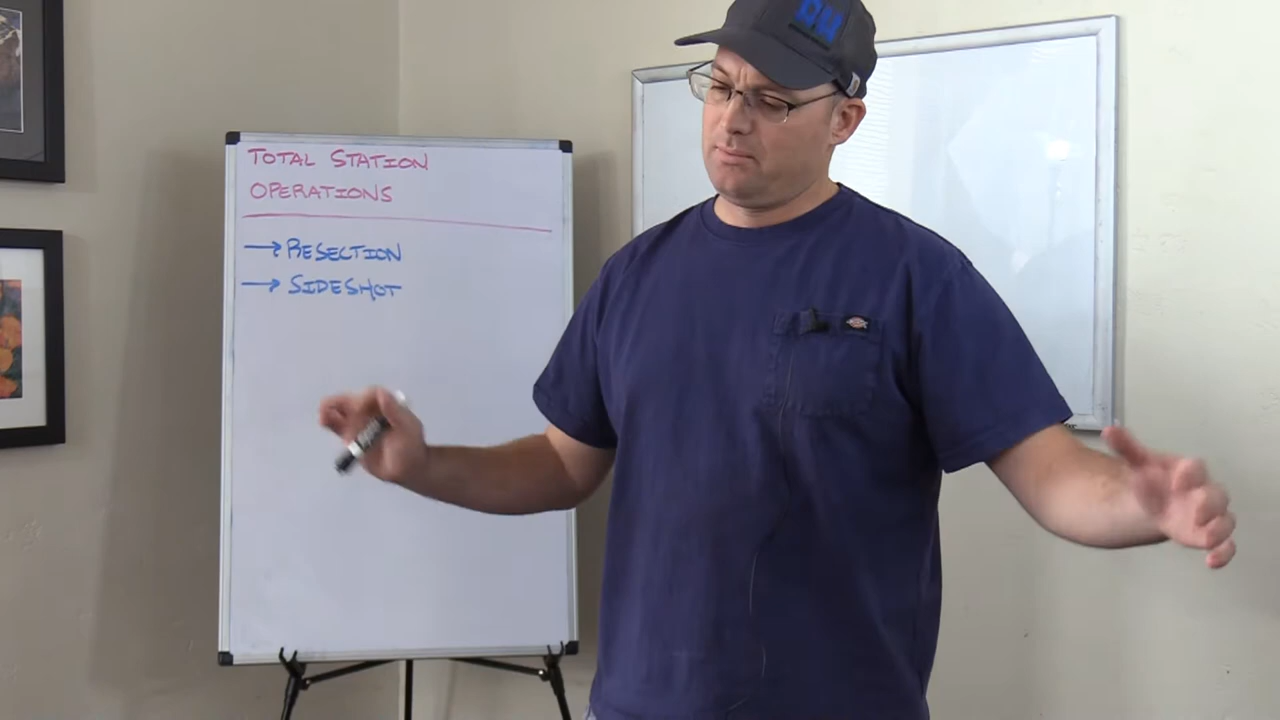 TOTAL STATION
OPERATIONS
→ RESECTION
→ SIDESHOT